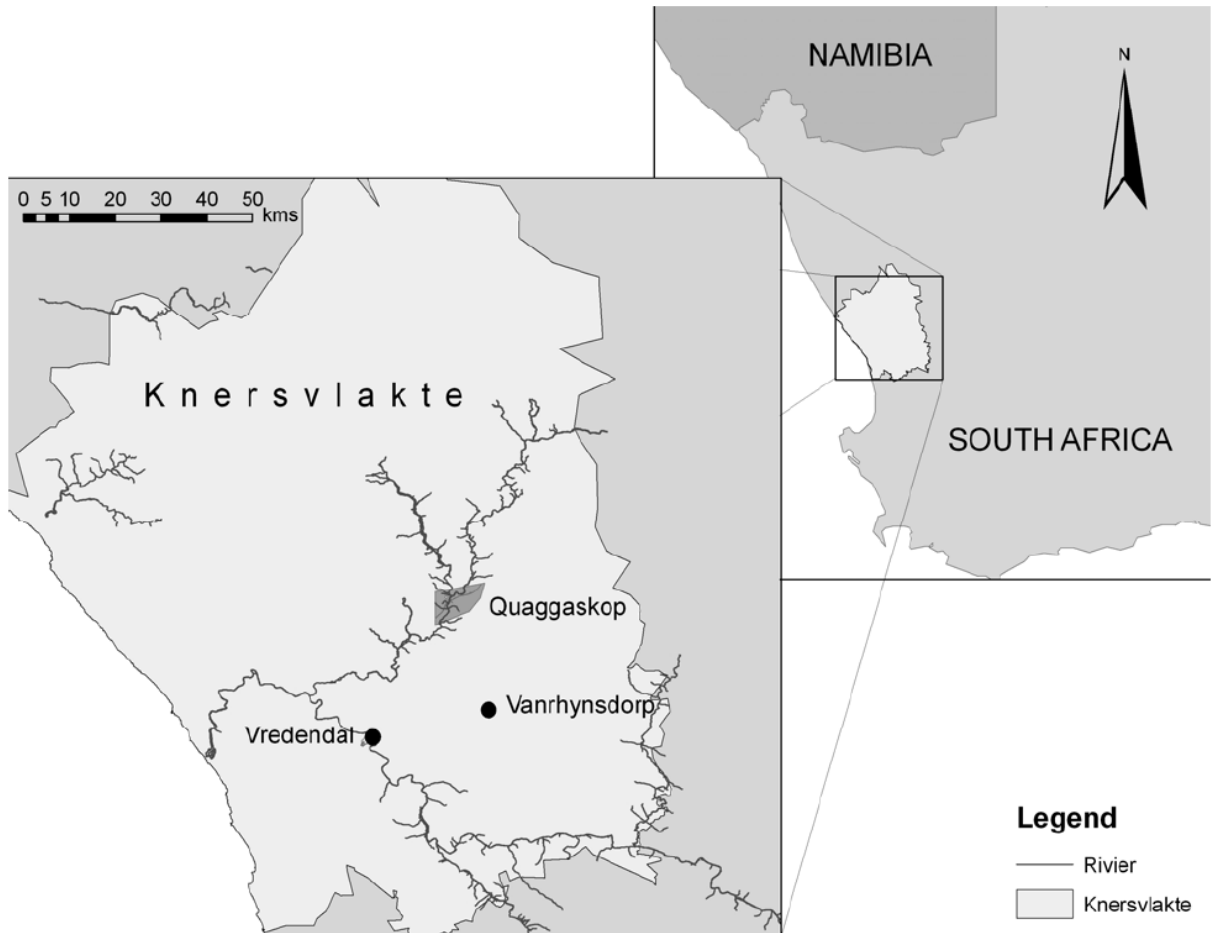 NAMIBIA
N
0 5 10 20 30 40 50
kms
Knersvlakte
SOUTH AFRICA
Quaggaskop
Vanrhynsdorp
Vredendal
Legend
Rivier
Knersvlakte